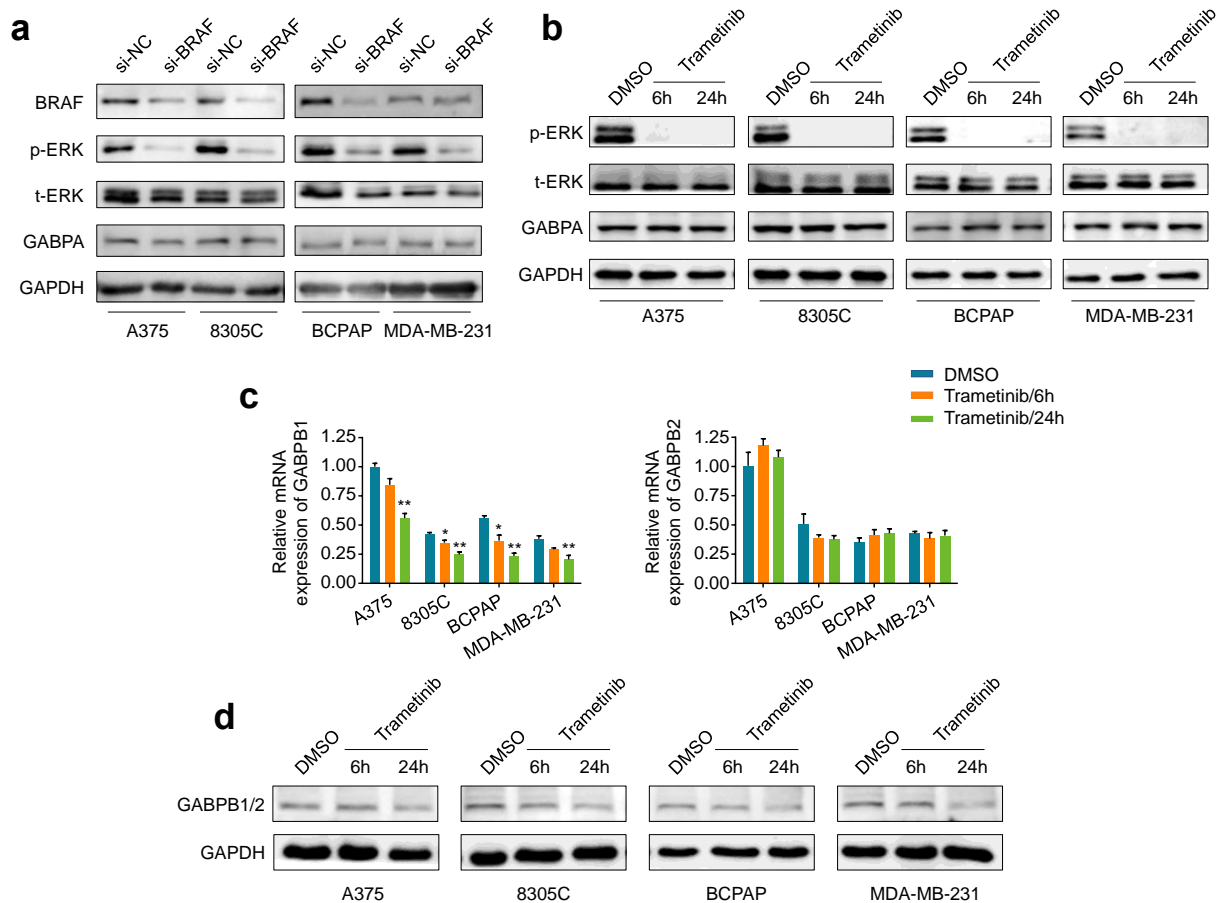 a
si-NC si-BRAF si-NC si-BRAF si-NC si-BRAF si-NC si-BRAF
BRAF
p-ERK
t-ERK
GABPA
GAPDH
A375 8305C BCPAP MDA-MB-231
b
DMSO Trametinib DMSO Trametinib DMSO Trametinib DMSO Trametinib
6h 24h 6h 24h 6h 24h 6h 24h
p-ERK
t-ERK
GABPA
GAPDH
A375 8305C BCPAP MDA-MB-231
DMSO
Trametinib/6h
Trametinib/24h
c
Relative mRNA
expression of GABPB1
1.25
1.00
0.75
0.50
0.25
0.00
**
*
**
*
**
**
A375 8305C BCPAP MDA-MB-231
Relative mRNA
expression of GABPB2
1.25
1.00
0.75
0.50
0.25
0.00
A375 8305C BCPAP MDA-MB-231
d
DMSO Trametinib DMSO Trametinib DMSO Trametinib DMSO Trametinib
6h 24h 6h 24h 6h 24h 6h 24h
GABPB1/2
GAPDH
A375 8305C BCPAP MDA-MB-231